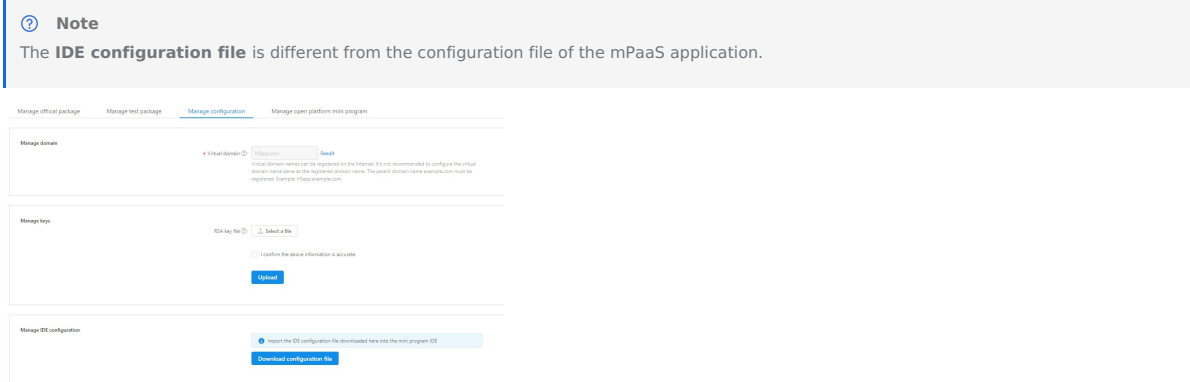 Note
The IDE configuration file is different from the configuration file of the mPaaS application.
Manage official package Manage test package Manage configuration Manage open platform mini program
Manage domain
* Virtual domain ?: h5app.com Reedit
Virtual domain names can be registered on the Internet. It's not recommended to configure the virtual
domain name same as the registered domain name. The parent domain name example.com must be
registered. Example: h5app.example.com.
Manage keys
RSA key file ?: Select a file
I confirm the above information is accurate.
Upload
Manage IDE configuration
Import the IDE configuration file downloaded here into the mini program IDE
Download configuration file